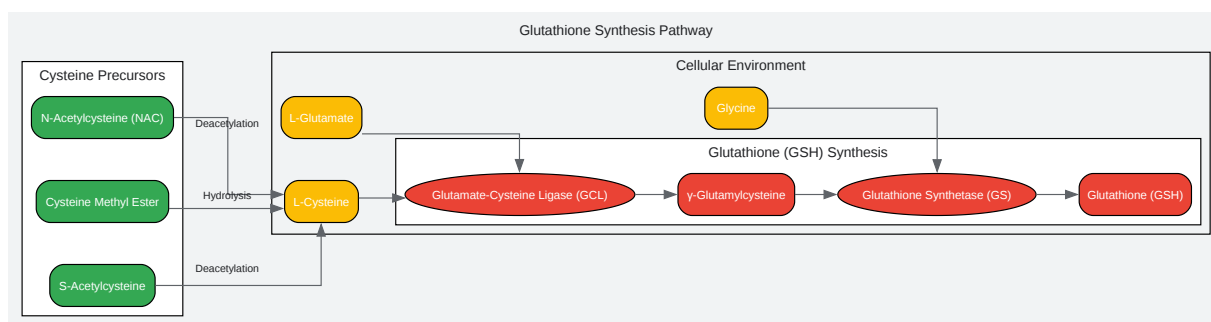 Glutathione Synthesis Pathway
Cysteine Precursors
Cellular Environment
N-Acetylcysteine (NAC)
Deacetylation
L-Glutamate
Glycine
Glutathione (GSH) Synthesis
Cysteine Methyl Ester
Hydrolysis
L-Cysteine
Glutamate-Cysteine Ligase (GCL)
γ-Glutamylcysteine
Glutathione Synthetase (GS)
Glutathione (GSH)
S-Acetylcysteine
Deacetylation